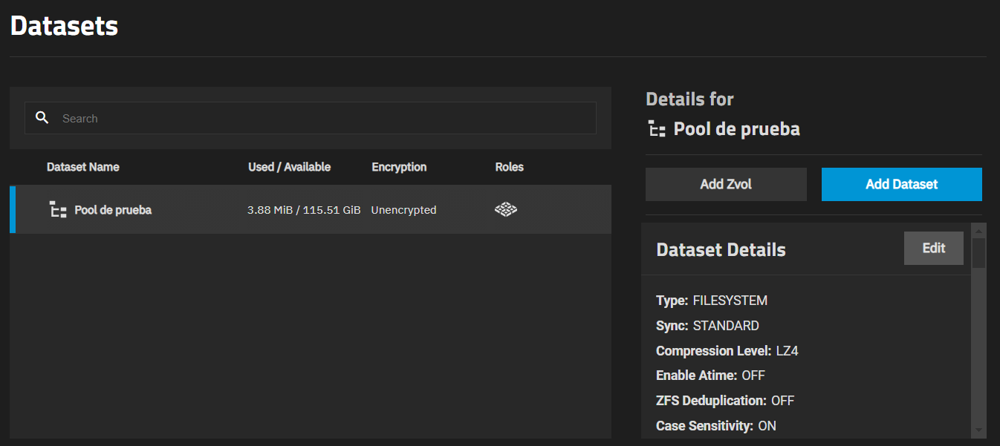 Datasets
Search
Dataset Name Used / Available Encryption Roles
Pool de prueba 3.88 MiB / 115.51 GiB Unencrypted
Details for
Pool de prueba
Add Zvol Add Dataset
Dataset Details Edit
Type: FILESYSTEM
Sync: STANDARD
Compression Level: LZ4
Enable Atime: OFF
ZFS Deduplication: OFF
Case Sensitivity: ON